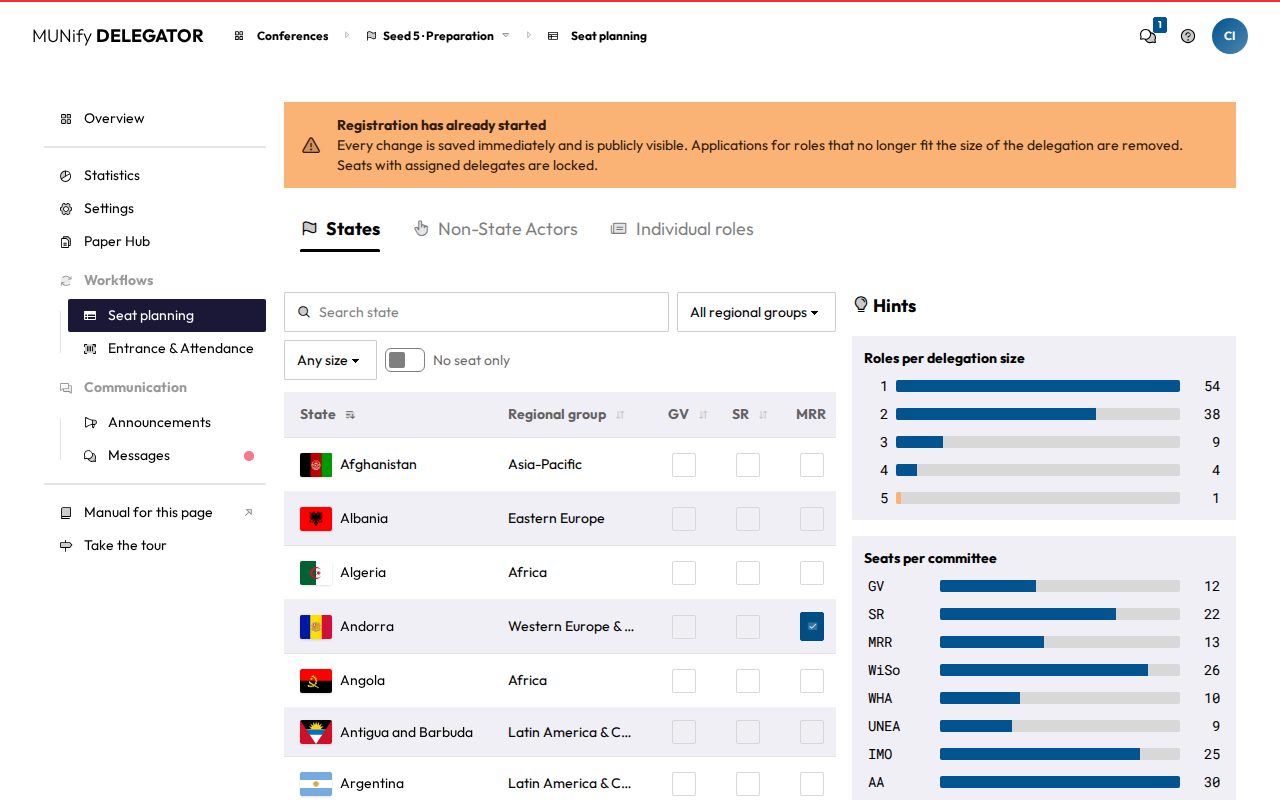 MUNify DELEGATOR
Conferences
Seed 5 · Preparation
Seat planning
1
CI
Overview
Statistics
Settings
Paper Hub
Workflows
Seat planning
Entrance & Attendance
Communication
Announcements
Messages
Manual for this page
Take the tour
Registration has already started
Every change is saved immediately and is publicly visible. Applications for roles that no longer fit the size of the delegation are removed.
Seats with assigned delegates are locked.
States
Non-State Actors
Individual roles
Search state
All regional groups
Any size
No seat only
State Regional group GV SR MRR
Afghanistan Asia-Pacific
Albania Eastern Europe
Algeria Africa
Andorra Western Europe & ...
Angola Africa
Antigua and Barbuda Latin America & C...
Argentina Latin America & C...
Hints
Roles per delegation size
1 54
2 38
3 9
4 4
5 1
Seats per committee
GV 12
SR 22
MRR 13
WiSo 26
WHA 10
UNEA 9
IMO 25
AA 30